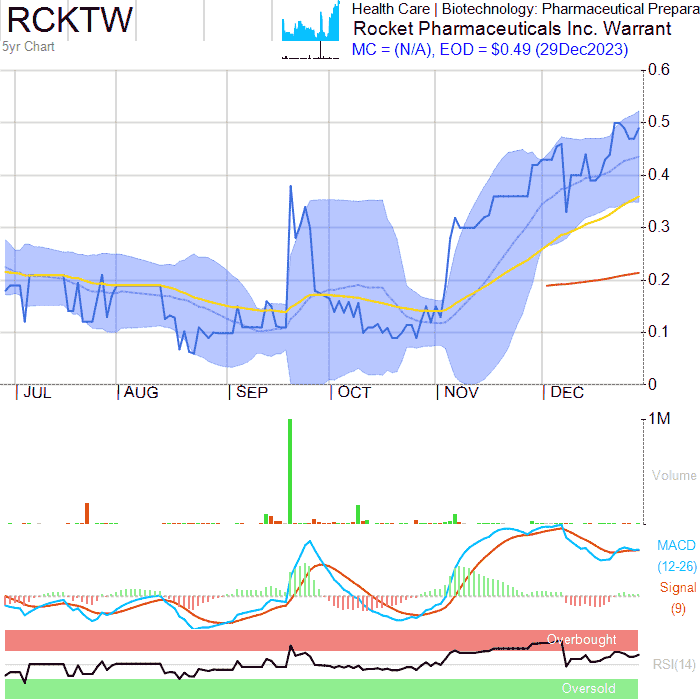 RCKTW
5yr Chart
Health Care | Biotechnology: Pharmaceutical Prepara
Rocket Pharmaceuticals Inc. Warrant
MC = (N/A), EOD = $0.49 (29Dec2023)
0.6
0.5
0.4
0.3
0.2
0.1
0
JUL AUG SEP OCT NOV DEC
1M
Volume
MACD
(12-26)
Signal
(9)
Overbought
RSI(14)
Oversold